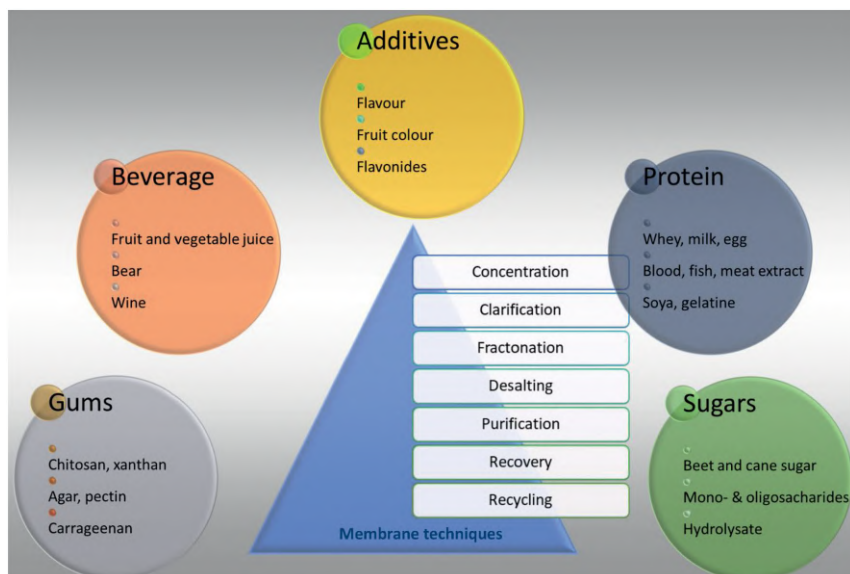 Additives
Flavour
Fruit colour
Flavonides
Beverage
Fruit and vegetable juice
Bear
Wine
Protein
Whey, milk, egg
Blood, fish, meat extract
Soya, gelatine
Concentration
Clarification
Fractonation
Desalting
Purification
Recovery
Recycling
Membrane techniques
Gums
Chitosan, xanthan
Agar, pectin
Carrageenan
Sugars
Beet and cane sugar
Mono- & oligosacharides
Hydrolysate